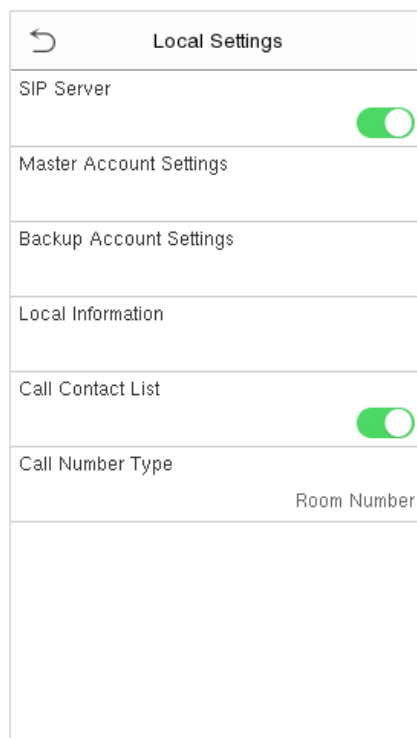 Local Settings
SIP Server
Master Account Settings
Backup Account Settings
Local Information
Call Contact List
Call Number Type
Room Number